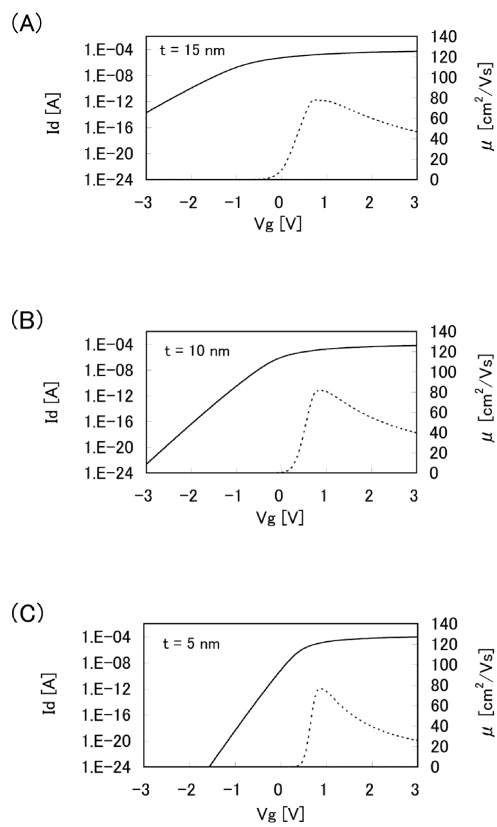 (A)
t = 15 nm
1.E-04
1.E-08
1.E-12
1.E-16
1.E-20
1.E-24
Id [A]
140
120
100
80
60
40
20
0
μ [cm²/Vs]
-3 -2 -1 0 1 2 3
Vg [V]
(B)
t = 10 nm
1.E-04
1.E-08
1.E-12
1.E-16
1.E-20
1.E-24
Id [A]
140
120
100
80
60
40
20
0
μ [cm²/Vs]
-3 -2 -1 0 1 2 3
Vg [V]
(C)
t = 5 nm
1.E-04
1.E-08
1.E-12
1.E-16
1.E-20
1.E-24
Id [A]
140
120
100
80
60
40
20
0
μ [cm²/Vs]
-3 -2 -1 0 1 2 3
Vg [V]